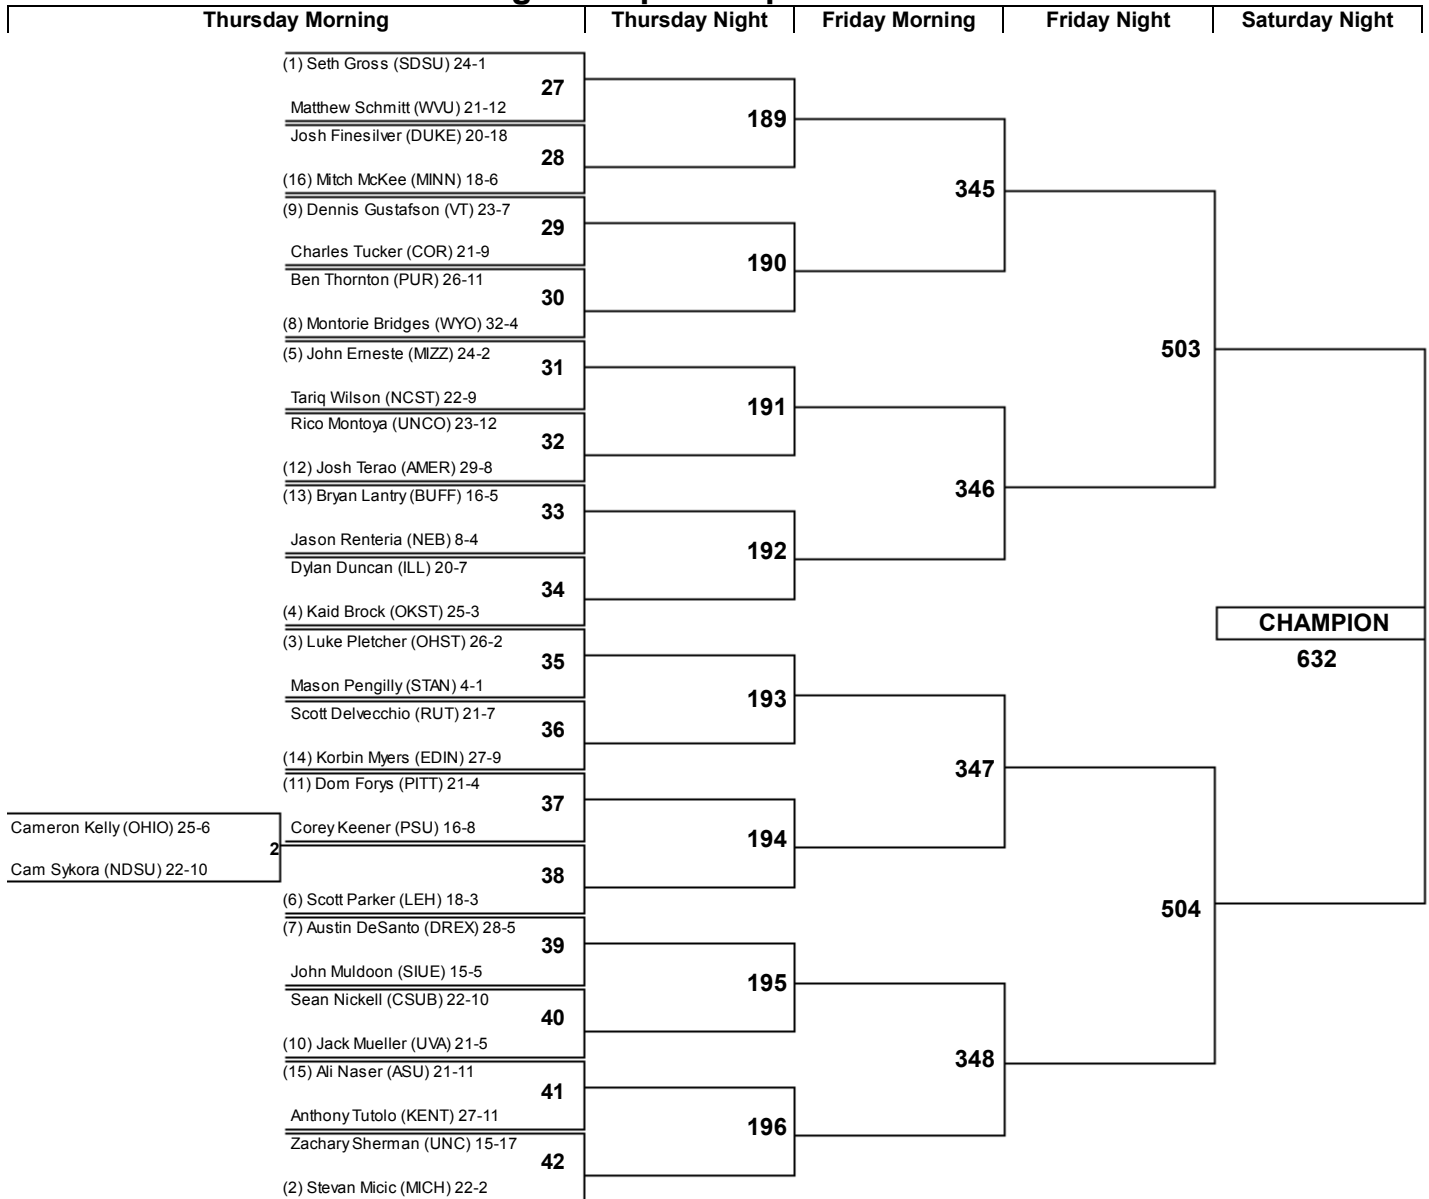 Thursday Morning Thursday Night Friday Morning Friday Night Saturday Night
(1) Seth Gross (SDSU) 24-1
27
Matthew Schmitt (WVU) 21-12
Josh Finesilver (DUKE) 20-18
28
(16) Mitch McKee (MINN) 18-6
(9) Dennis Gustafson (VT) 23-7
29
Charles Tucker (COR) 21-9
Ben Thornton (PUR) 26-11
30
(8) Montorie Bridges (WYO) 32-4
(5) John Erneste (MIZZ) 24-2
31
Tariq Wilson (NCST) 22-9
Rico Montoya (UNCO) 23-12
32
(12) Josh Terao (AMER) 29-8
(13) Bryan Lantry (BUFF) 16-5
33
Jason Renteria (NEB) 8-4
Dylan Duncan (ILL) 20-7
34
(4) Kaid Brock (OKST) 25-3
(3) Luke Pletcher (OHST) 26-2
35
Mason Pengilly (STAN) 4-1
Scott Delvecchio (RUT) 21-7
36
(14) Korbin Myers (EDIN) 27-9
(11) Dom Forys (PITT) 21-4
37
Corey Keener (PSU) 16-8
Cameron Kelly (OHIO) 25-6
2
Cam Sykora (NDSU) 22-10
38
(6) Scott Parker (LEH) 18-3
(7) Austin DeSanto (DREX) 28-5
39
John Muldoon (SIUE) 15-5
Sean Nickell (CSUB) 22-10
40
(10) Jack Mueller (UVA) 21-5
(15) Ali Naser (ASU) 21-11
41
Anthony Tutolo (KENT) 27-11
Zachary Sherman (UNC) 15-17
42
(2) Stevan Micic (MICH) 22-2
189
190
191
192
193
194
195
196
345
346
347
348
503
504
CHAMPION
632